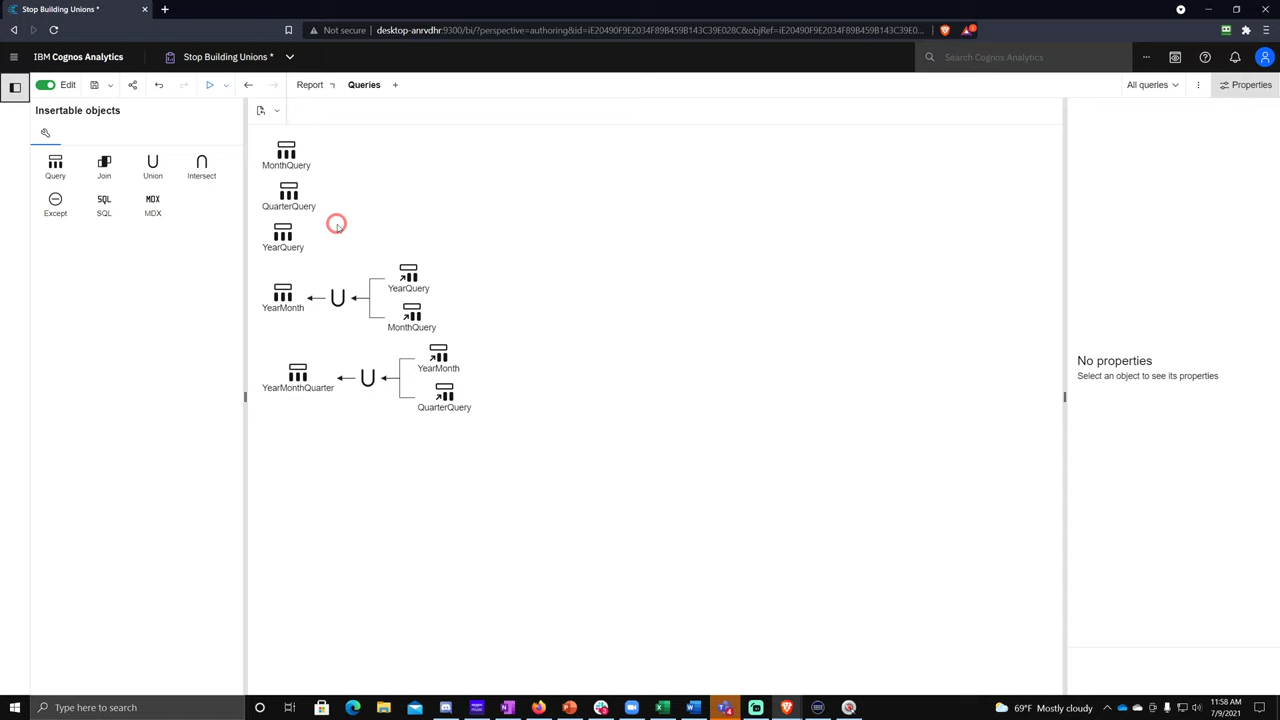 Stop Building Unions *
Not secure
desktop-anrvdhr:9300/bi/?perspective=authoring&id=iE20490F9E2034F89B459B143C39E028C&objRef=iE20490F9E2034F89B459B143C39E0...
IBM Cognos Analytics
Stop Building Unions *
Search Cognos Analytics
Edit
Report
Queries
All queries
Properties
Insertable objects
Query
Join
Union
Intersect
Except
SQL
SQL
MDX
MDX
MonthQuery
QuarterQuery
YearQuery
YearMonth
YearQuery
MonthQuery
YearMonthQuarter
YearMonth
QuarterQuery
No properties
Select an object to see its properties
Type here to search
69°F Mostly cloudy
11:58 AM
7/9/2021